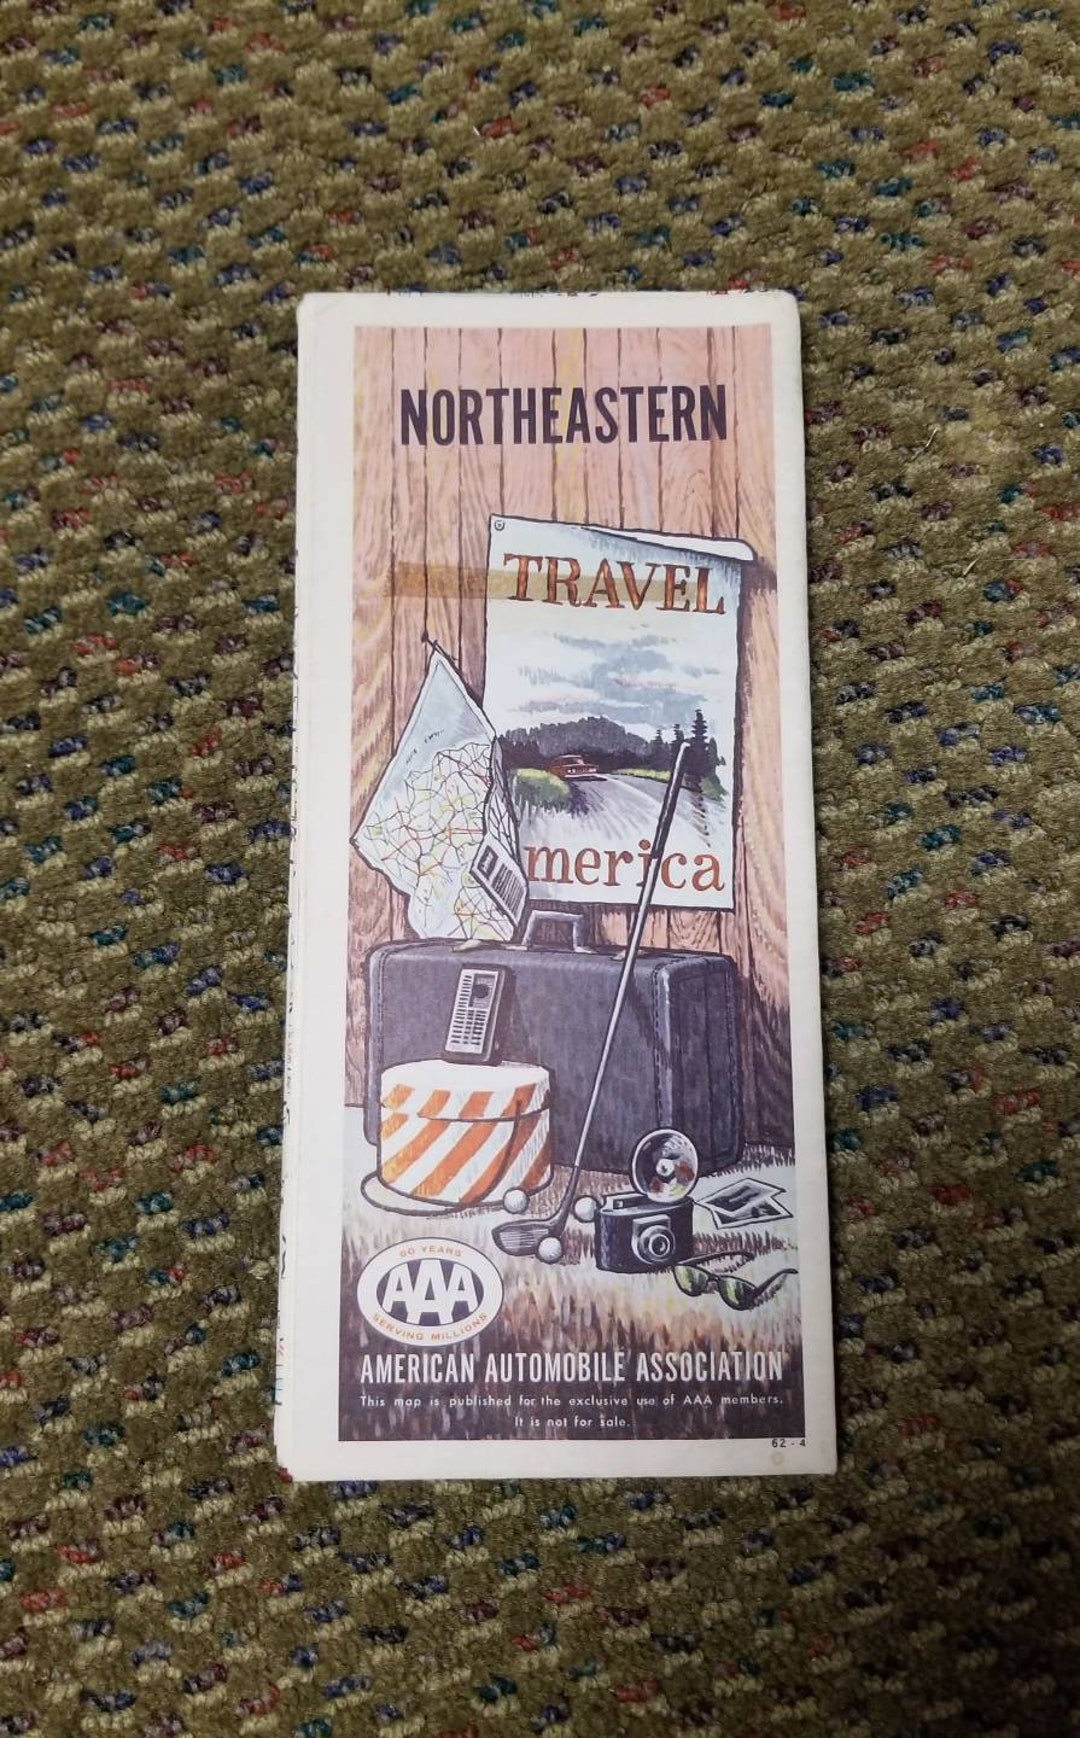 NORTHEASTERN
TRAVEL
merica
60 YEARS
AAA
SERVING MILLIONS
AMERICAN AUTOMOBILE ASSOCIATION
This map is published for the exclusive use of AAA members.
It is not for sale.
62 - 4